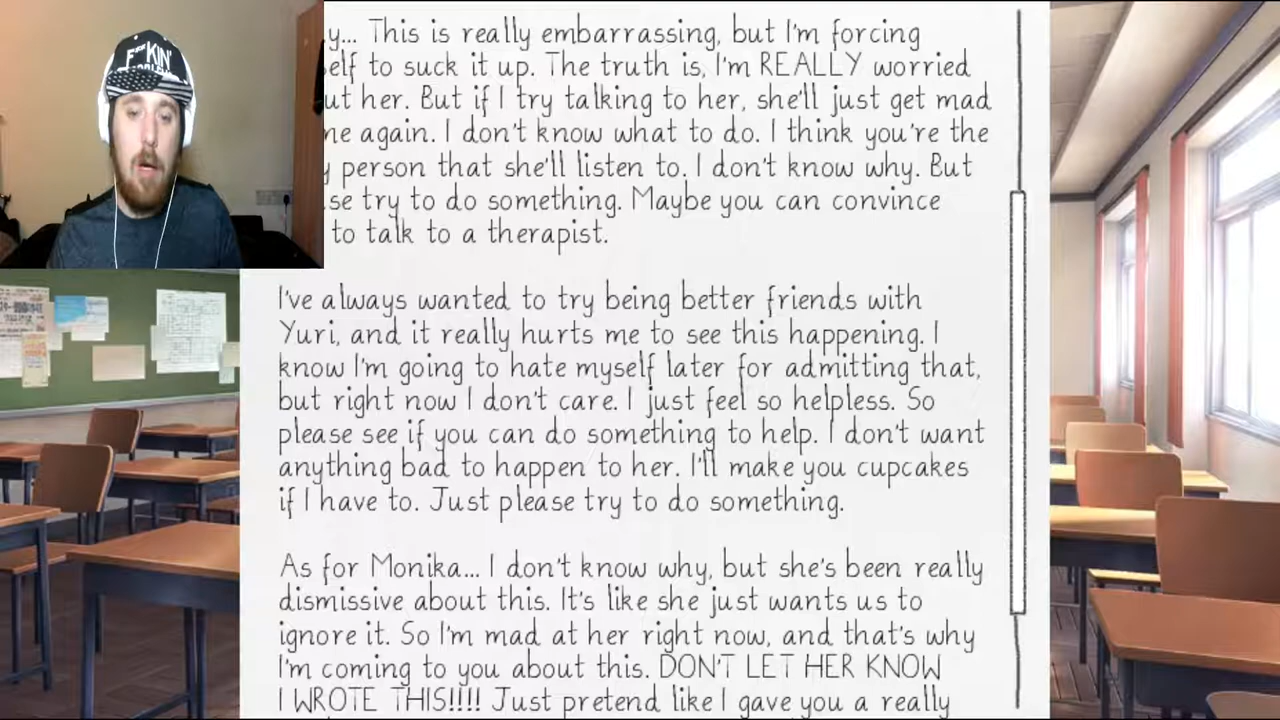 F**KIN'
y... This is really embarrassing, but I'm forcing
elf to suck it up. The truth is, I'm REALLY worried
ut her. But if I try talking to her, she'll just get mad
me again. I don't know what to do. I think you're the
y person that she'll listen to. I don't know why. But
se try to do something. Maybe you can convince
to talk to a therapist.
I've always wanted to try being better friends with
Yuri, and it really hurts me to see this happening. I
know I'm going to hate myself later for admitting that,
but right now I don't care. I just feel so helpless. So
please see if you can do something to help. I don't want
anything bad to happen to her. I'll make you cupcakes
if I have to. Just please try to do something.
As for Monika... I don't know why, but she's been really
dismissive about this. It's like she just wants us to
ignore it. So I'm mad at her right now, and that's why
I'm coming to you about this. DON'T LET HER KNOW
I WROTE THIS!!!! Just pretend like I gave you a really